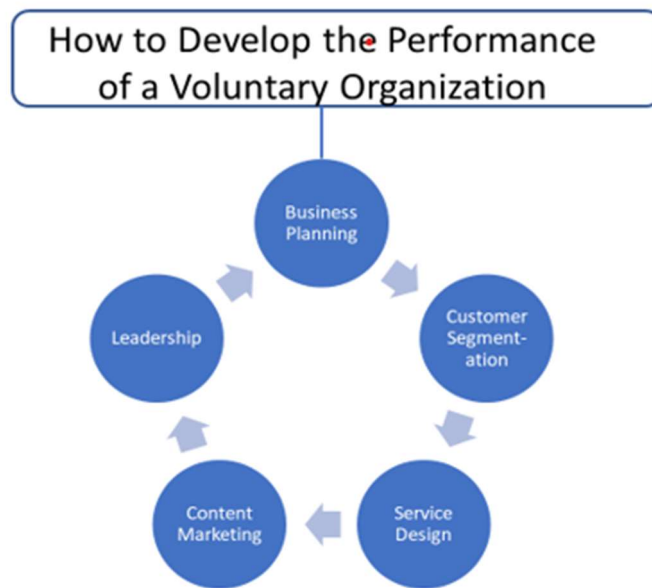 How to Develop the Performance
of a Voluntary Organization
Business
Planning
Customer
Segment-
ation
Service
Design
Content
Marketing
Leadership